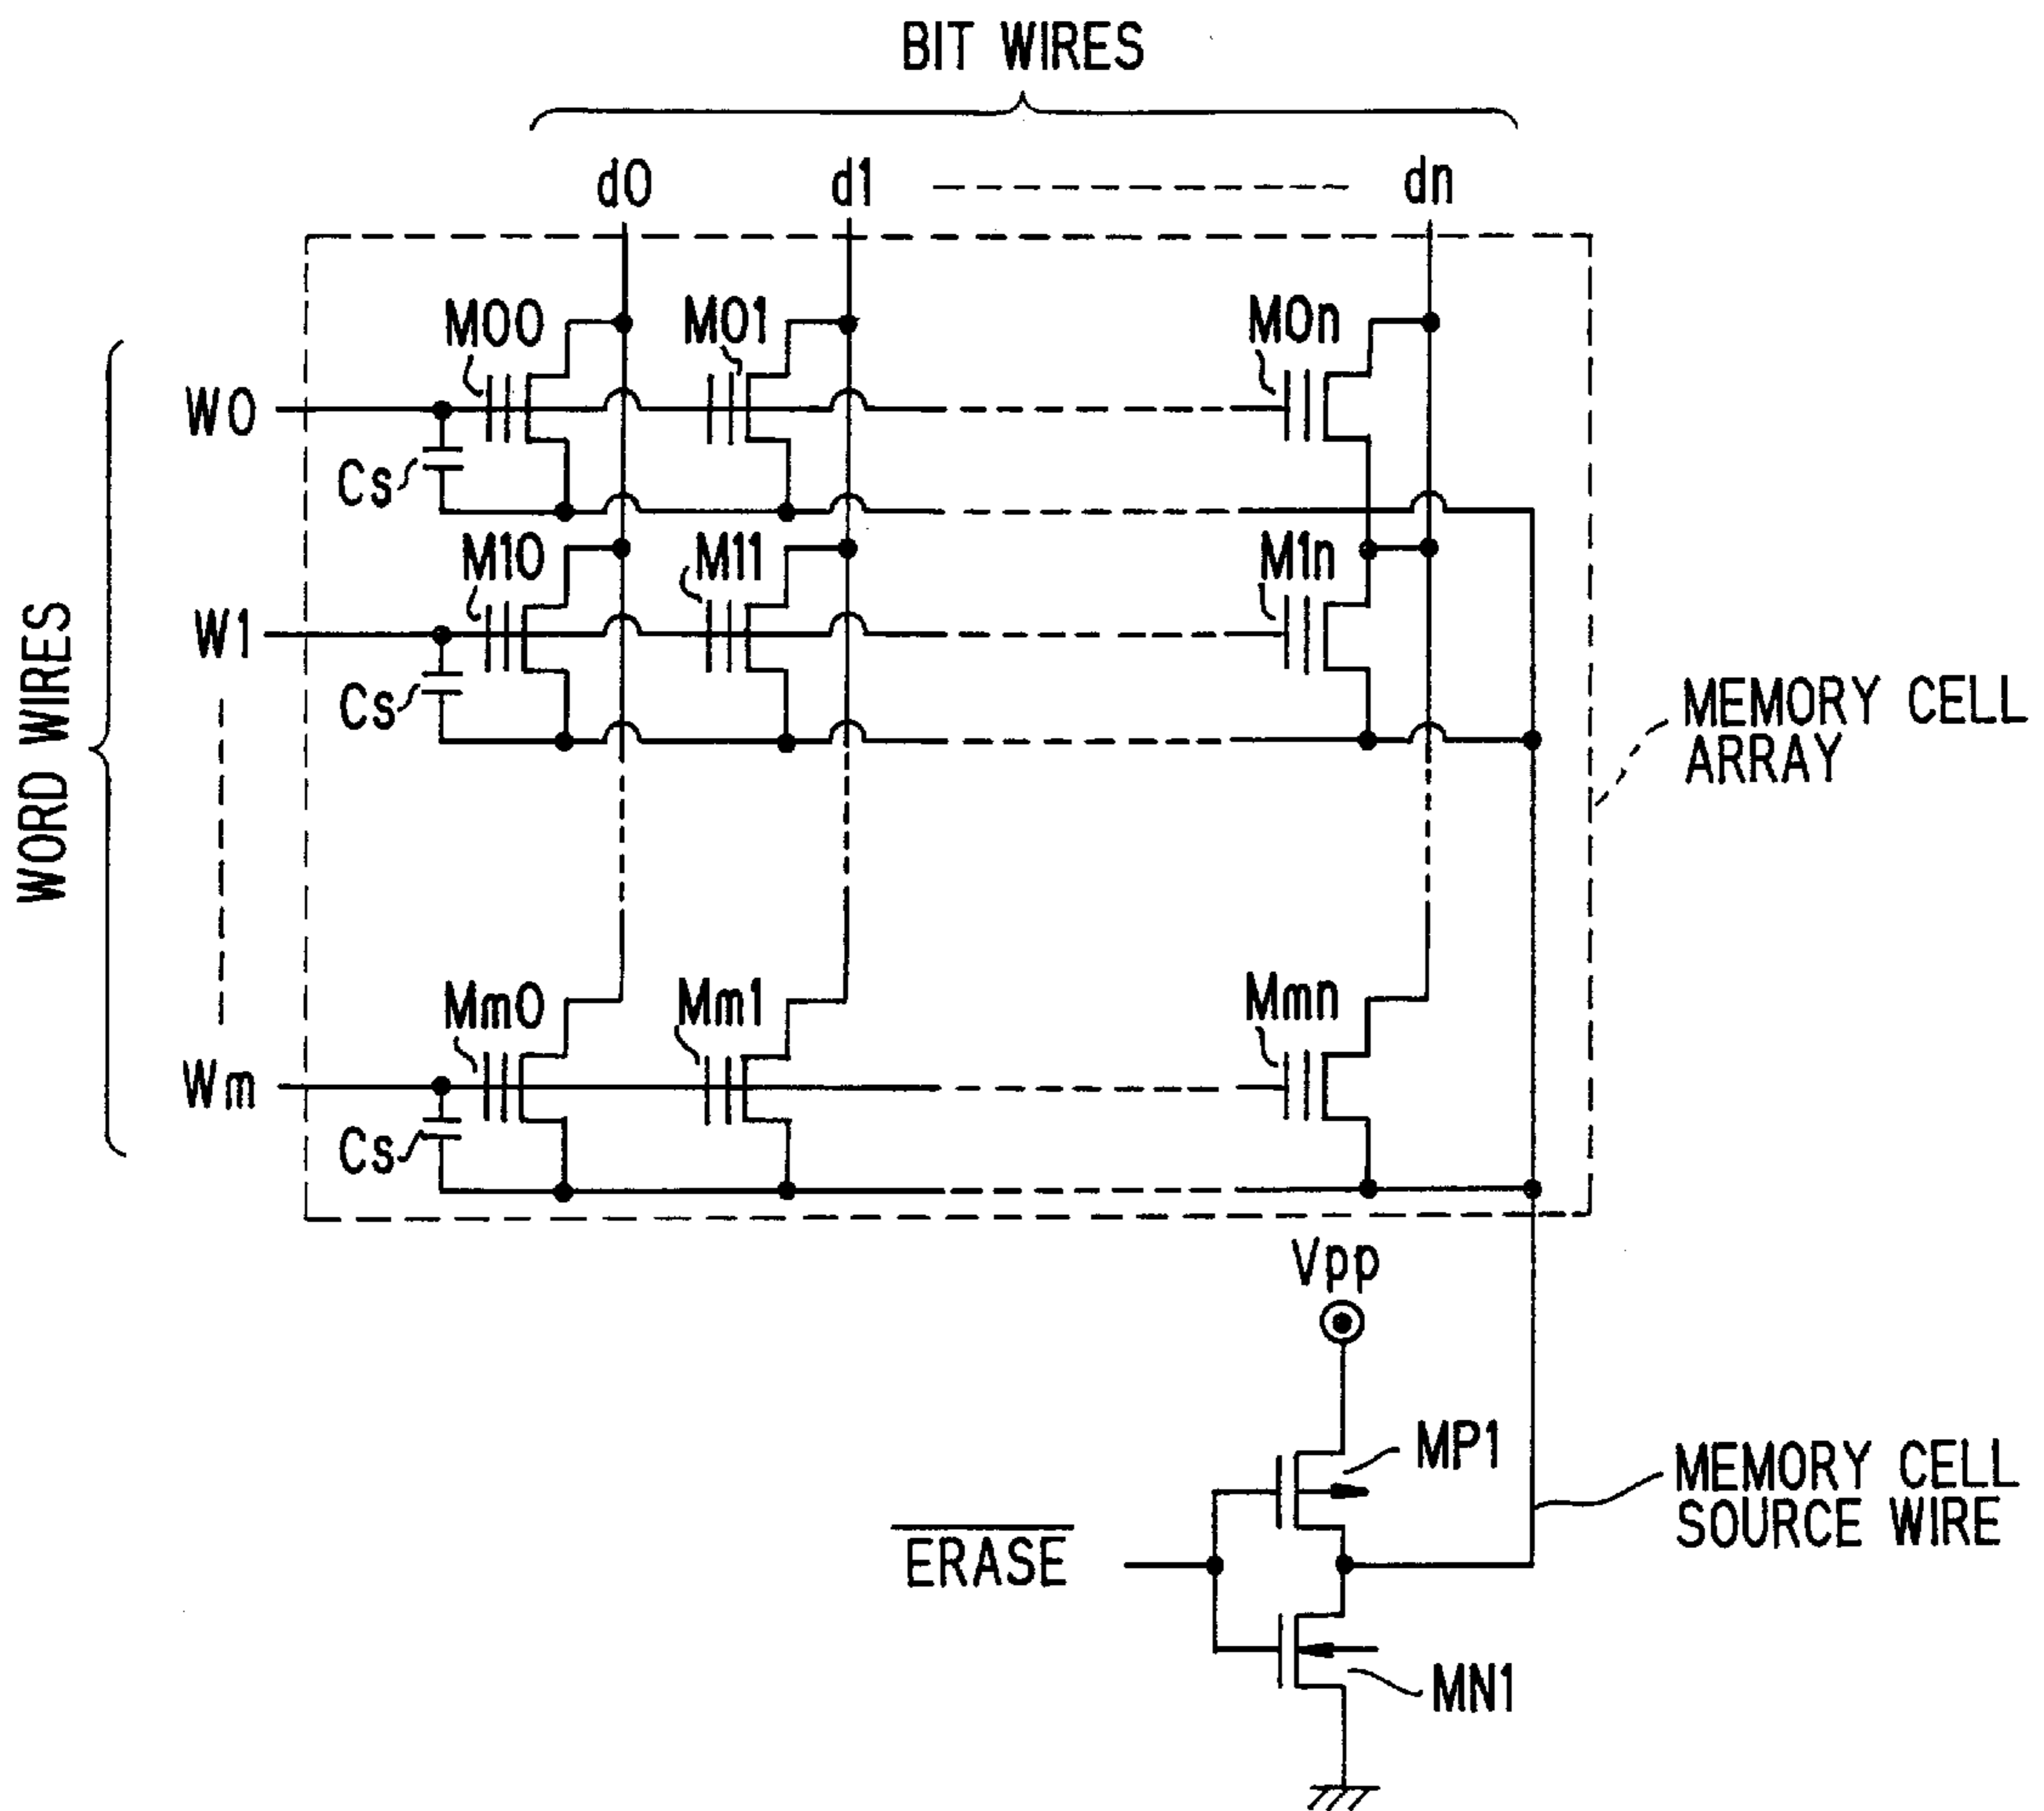 BIT WIRES
d0 d1 dn
M00 M01 M0n
W0
Cs
M10 M11 M1n
W1
Cs
WORD WIRES
MEMORY CELL
ARRAY
Mm0 Mm1 Mmn
Wm
Cs
Vpp
MP1
MEMORY CELL
SOURCE WIRE
ERASE
MN1